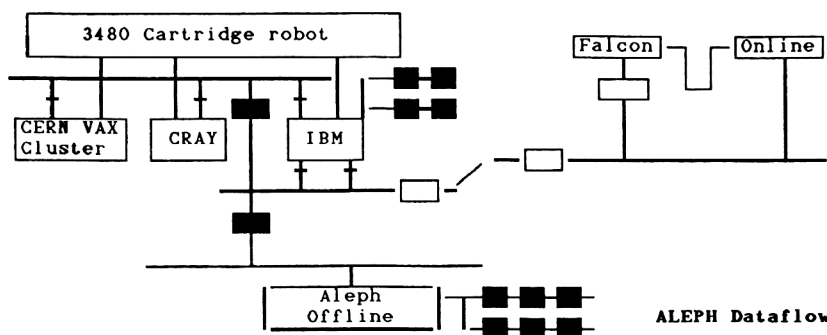 3480 Cartridge robot
Falcon
Online
CERN VAX
Cluster
CRAY
IBM
Aleph
Offline
ALEPH Dataflow